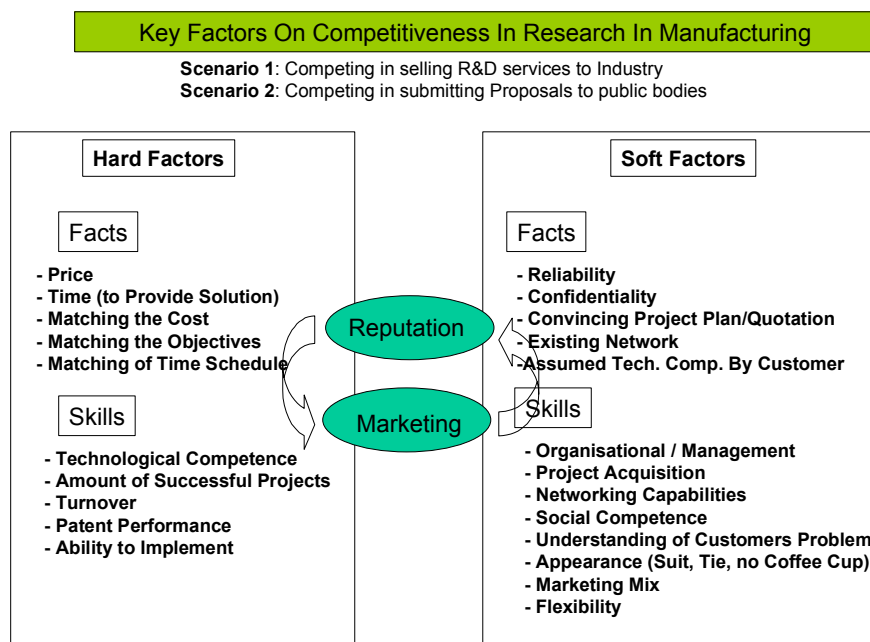 Key Factors On Competitiveness In Research In Manufacturing
Scenario 1: Competing in selling R&D services to Industry
Scenario 2: Competing in submitting Proposals to public bodies
Hard Factors
Facts
- Price
- Time (to Provide Solution)
- Matching the Cost
- Matching the Objectives
- Matching of Time Schedule
Skills
- Technological Competence
- Amount of Successful Projects
- Turnover
- Patent Performance
- Ability to Implement
Reputation
Marketing
Soft Factors
Facts
- Reliability
- Confidentiality
- Convincing Project Plan/Quotation
- Existing Network
-Assumed Tech. Comp. By Customer
Skills
- Organisational / Management
- Project Acquisition
- Networking Capabilities
- Social Competence
- Understanding of Customers Problem
- Appearance (Suit, Tie, no Coffee Cup)
- Marketing Mix
- Flexibility